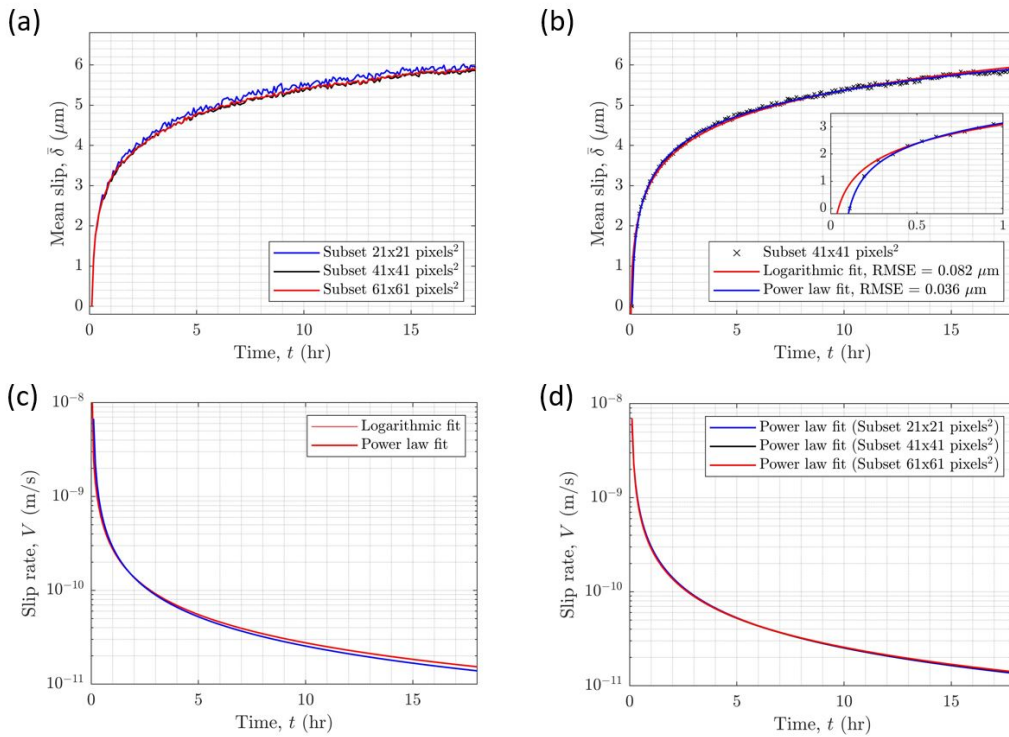 (a)
6
5
4
3
2
1
0
Mean slip, δ̄ (μm)
Subset 21x21 pixels²
Subset 41x41 pixels²
Subset 61x61 pixels²
0 5 10 15
Time, t (hr)
(b)
6
5
4
3
2
1
0
Mean slip, δ̄ (μm)
3
2
1
0
0 0.5 1
Subset 41x41 pixels²
Logarithmic fit, RMSE = 0.082 μm
Power law fit, RMSE = 0.036 μm
0 5 10 15
Time, t (hr)
(c)
10⁻⁸
10⁻⁹
10⁻¹⁰
10⁻¹¹
Slip rate, V (m/s)
Logarithmic fit
Power law fit
0 5 10 15
Time, t (hr)
(d)
10⁻⁸
10⁻⁹
10⁻¹⁰
10⁻¹¹
Slip rate, V (m/s)
Power law fit (Subset 21x21 pixels²)
Power law fit (Subset 41x41 pixels²)
Power law fit (Subset 61x61 pixels²)
0 5 10 15
Time, t (hr)